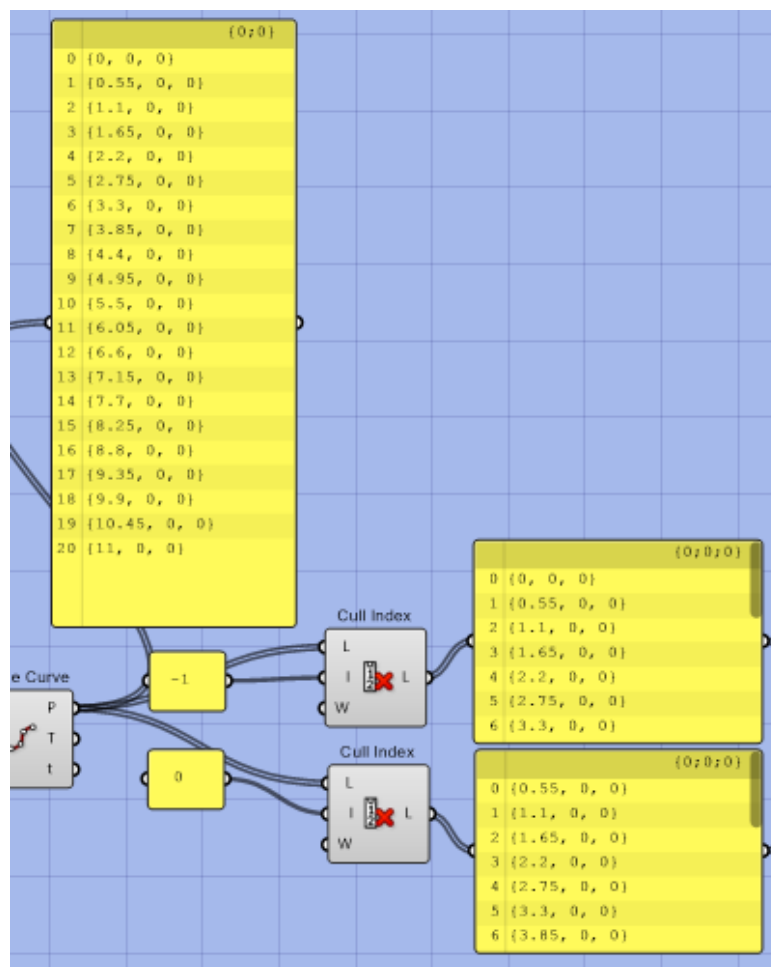 {0;0}
0 {0, 0, 0}
1 {0.55, 0, 0}
2 {1.1, 0, 0}
3 {1.65, 0, 0}
4 {2.2, 0, 0}
5 {2.75, 0, 0}
6 {3.3, 0, 0}
7 {3.85, 0, 0}
8 {4.4, 0, 0}
9 {4.95, 0, 0}
10 {5.5, 0, 0}
11 {6.05, 0, 0}
12 {6.6, 0, 0}
13 {7.15, 0, 0}
14 {7.7, 0, 0}
15 {8.25, 0, 0}
16 {8.8, 0, 0}
17 {9.35, 0, 0}
18 {9.9, 0, 0}
19 {10.45, 0, 0}
20 {11, 0, 0}
e Curve
P
T
t
-1
0
Cull Index
L
I L
W
Cull Index
L
I L
W
{0;0;0}
0 {0, 0, 0}
1 {0.55, 0, 0}
2 {1.1, 0, 0}
3 {1.65, 0, 0}
4 {2.2, 0, 0}
5 {2.75, 0, 0}
6 {3.3, 0, 0}
{0;0;0}
0 {0.55, 0, 0}
1 {1.1, 0, 0}
2 {1.65, 0, 0}
3 {2.2, 0, 0}
4 {2.75, 0, 0}
5 {3.3, 0, 0}
6 {3.85, 0, 0}